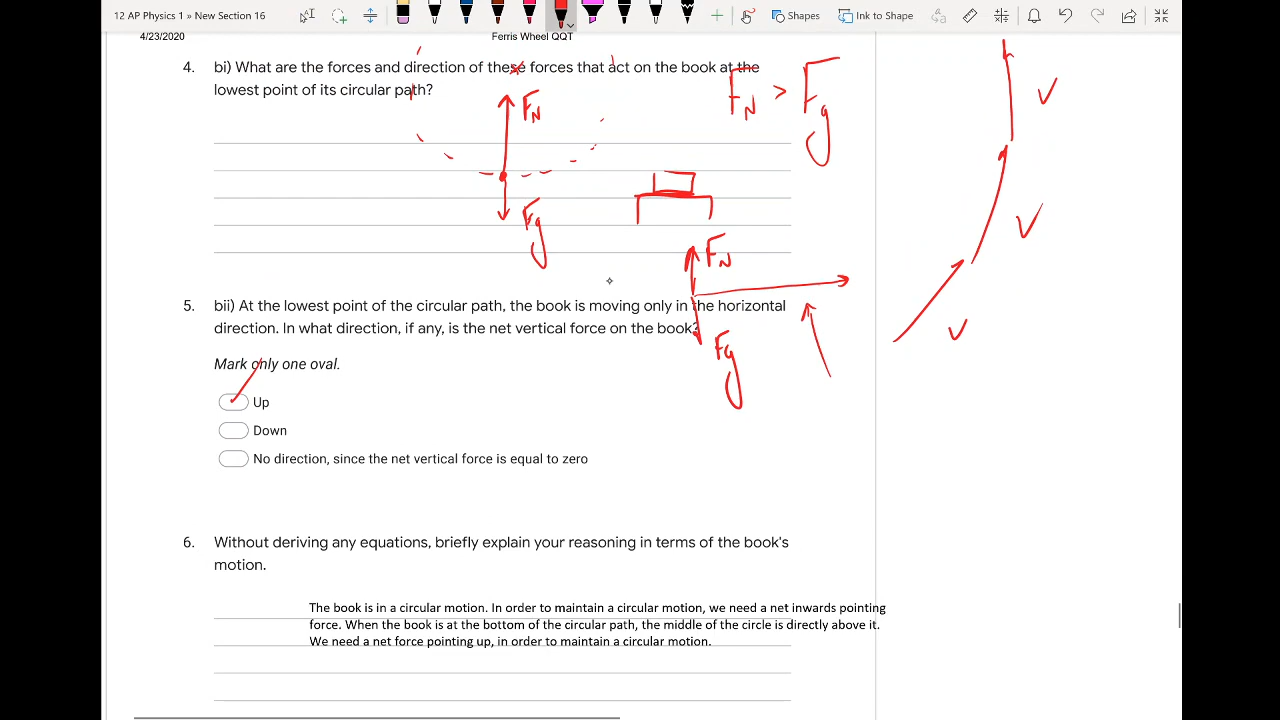 12 AP Physics 1 » New Section 16
Shapes
Ink to Shape
4/23/2020
Ferris Wheel QQT
4. bi) What are the forces and direction of these forces that act on the book at the
lowest point of its circular path?
F_N
F_N > F_g
V
F_g
V
F_N
5. bii) At the lowest point of the circular path, the book is moving only in the horizontal
direction. In what direction, if any, is the net vertical force on the book?
V
F_g
Mark only one oval.
Up
Down
No direction, since the net vertical force is equal to zero
6. Without deriving any equations, briefly explain your reasoning in terms of the book's
motion.
The book is in a circular motion. In order to maintain a circular motion, we need a net inwards pointing
force. When the book is at the bottom of the circular path, the middle of the circle is directly above it.
We need a net force pointing up, in order to maintain a circular motion.